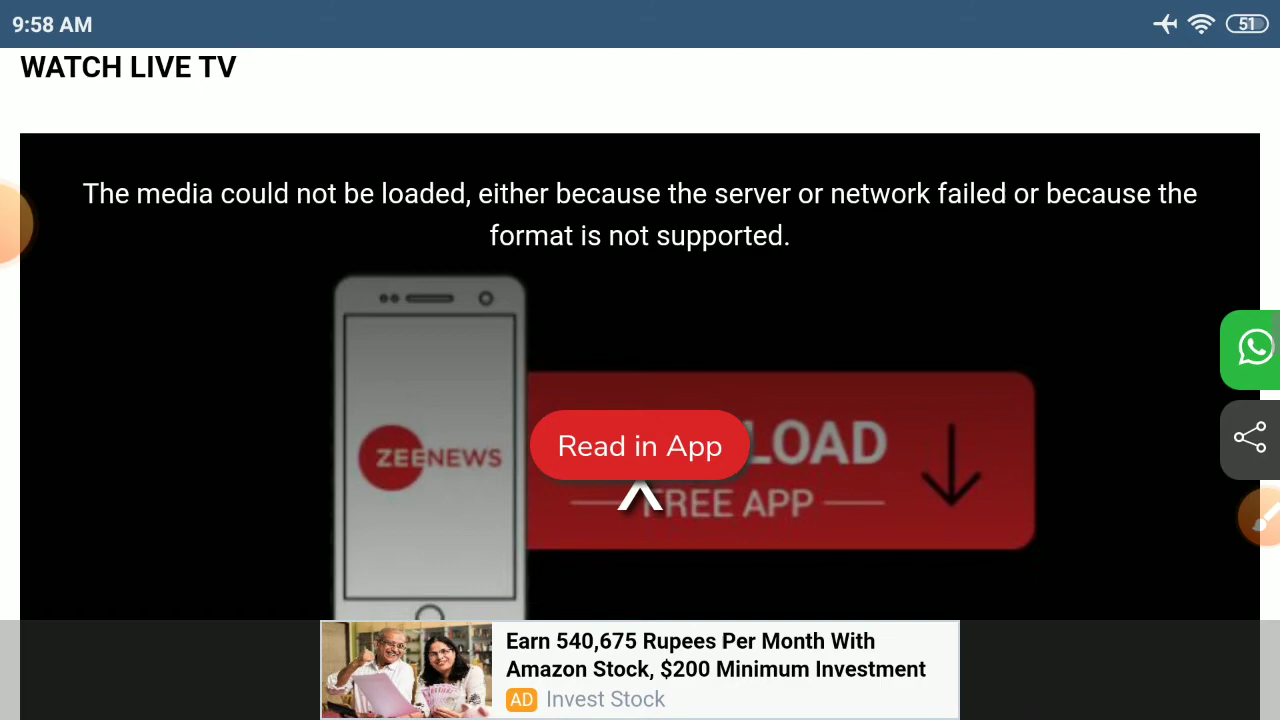 9:58 AM
51
WATCH LIVE TV
The media could not be loaded, either because the server or network failed or because the
format is not supported.
ZEENEWS
LOAD
Read in App
FREE APP
Earn 540,675 Rupees Per Month With
Amazon Stock, $200 Minimum Investment
AD Invest Stock